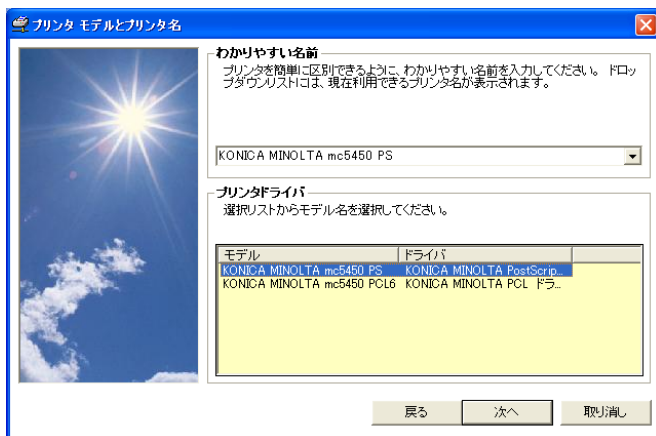 プリンタ モデルとプリンタ名
わかりやすい名前
プリンタを簡単に区別できるように、わかりやすい名前を入力してください。 ドロッ
プダウンリストには、現在利用できるプリンタ名が表示されます。
KONICA MINOLTA mc5450 PS
プリンタドライバ
選択リストからモデル名を選択してください。
モデル ドライバ
KONICA MINOLTA mc5450 PS KONICA MINOLTA PostScrip...
KONICA MINOLTA mc5450 PCL6 KONICA MINOLTA PCL ドラ...
戻る 次へ 取り消し